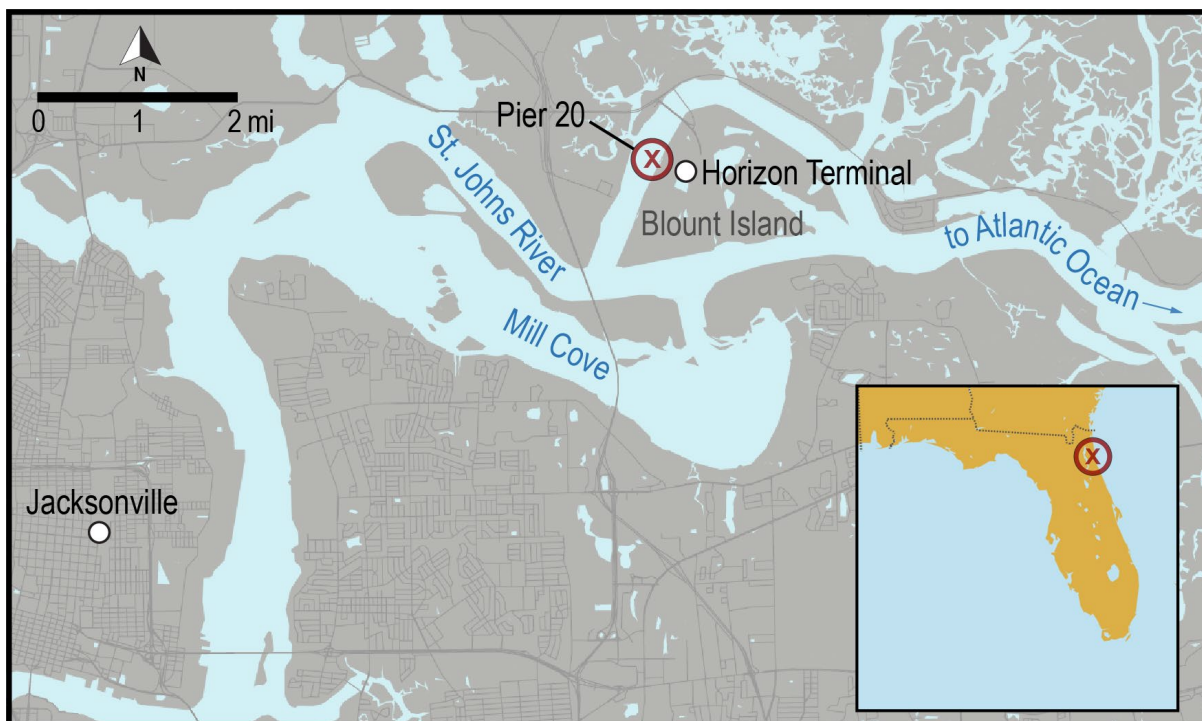 N
0 1 2 mi
Pier 20
X
Horizon Terminal
St. Johns River
Blount Island
to Atlantic Ocean
Mill Cove
Jacksonville
X